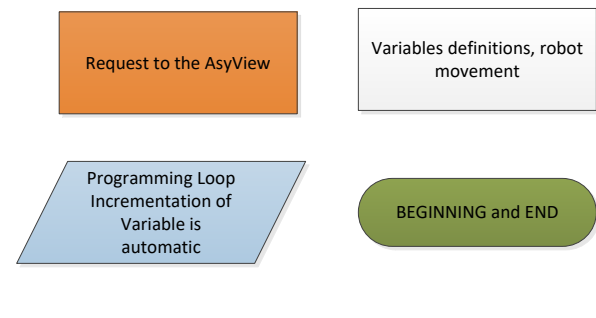 Request to the AsyView
Variables definitions, robot
movement
Programming Loop
Incrementation of
Variable is
automatic
BEGINNING and END